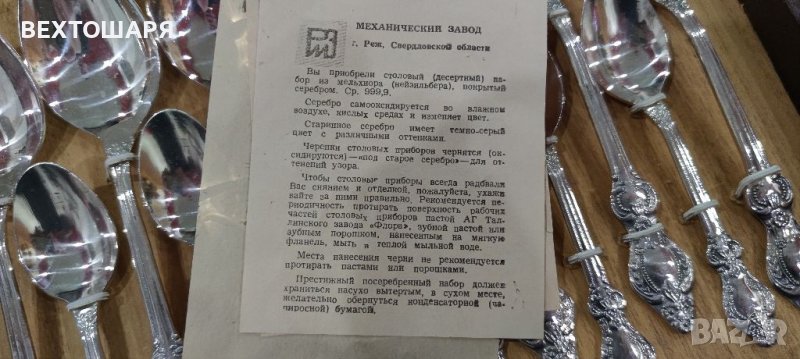 ВЕХТОШАРЯ
МЕХАНИЧЕСКИЙ ЗАВОД
г. Реж, Свердловской области
Вы приобрели столовый (десертный) на-
бор из мельхиора (нейзильбера), покрытый
серебром. Ср. 999,9.
Серебро самооксидируется во влажном
воздухе, кислых средах и изменяет цвет.
Старинное серебро имеет темно-серый
цвет с различными оттенками.
Черенки столовых приборов чернятся (ок-
сидируются)—«под старое серебро»—для от-
тенений узора.
Чтобы столовые приборы всегда радовали
Вас сиянием и отделкой, пожалуйста, ухажи-
вайте за ними правильно. Рекомендуется пе-
риодичность протирать поверхность рабочих
частей столовых приборов пастой АГ Тал-
линского завода «Флора», зубной пастой или
зубным порошком, нанесенным на мягкую
фланель, мыть в теплой мыльной воде.
Места нанесения черни не рекомендуется
протирать пастами или порошками.
Престижный посеребренный набор должен
храниться насухо вытертым, в сухом месте,
желательно обернуться конденсаторной (па-
пиросной) бумагой.
BAZAR
bg